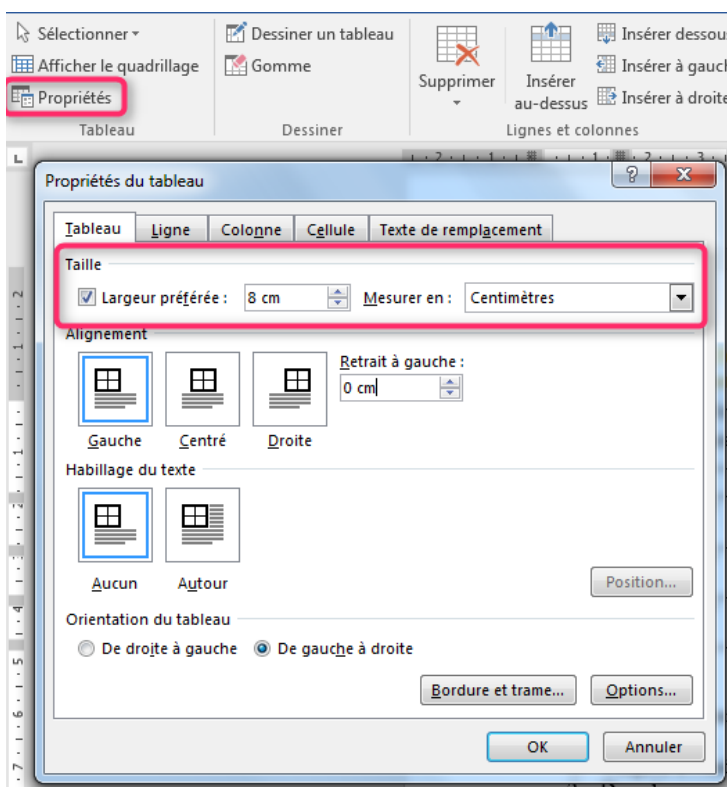 Sélectionner
Dessiner un tableau
Insérer dessous
Afficher le quadrillage
Gomme
Supprimer
Insérer
au-dessus
Insérer à gauch
Propriétés
Insérer à droite
Tableau
Dessiner
Lignes et colonnes
Propriétés du tableau
Tableau Ligne Colonne Cellule Texte de remplacement
Taille
Largeur préférée : 8 cm Mesurer en : Centimètres
Alignement
Retrait à gauche :
0 cm
Gauche Centré Droite
Habillage du texte
Aucun Autour
Position...
Orientation du tableau
De droite à gauche De gauche à droite
Bordure et trame... Options...
OK Annuler